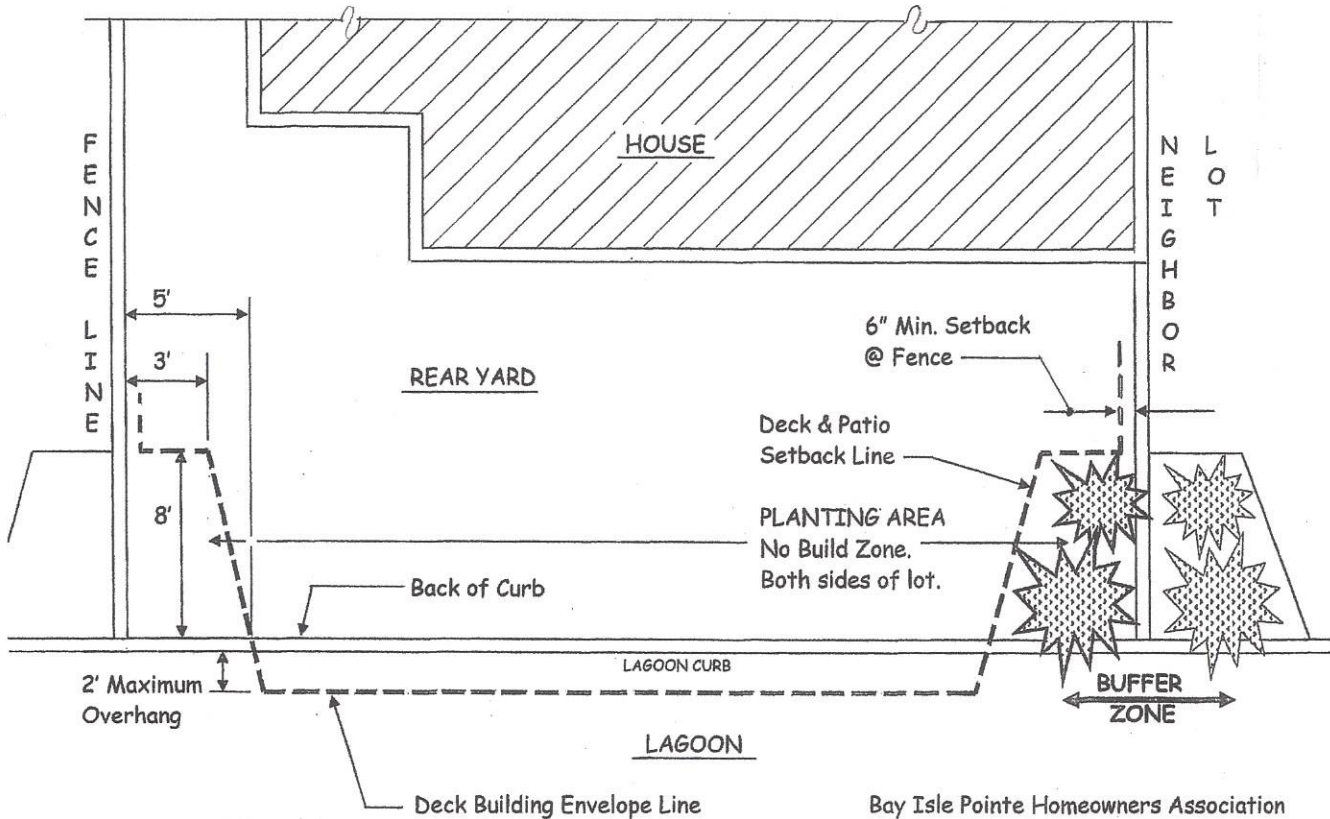 HOUSE
FENCE LINE
NEIGHBOR
LOT
5'
6" Min. Setback
@ Fence
3'
REAR YARD
Deck & Patio
Setback Line
8'
PLANTING AREA
No Build Zone.
Both sides of lot.
Back of Curb
LAGOON CURB
2' Maximum
Overhang
BUFFER
ZONE
LAGOON
Deck Building Envelope Line
Bay Isle Pointe Homeowners Association